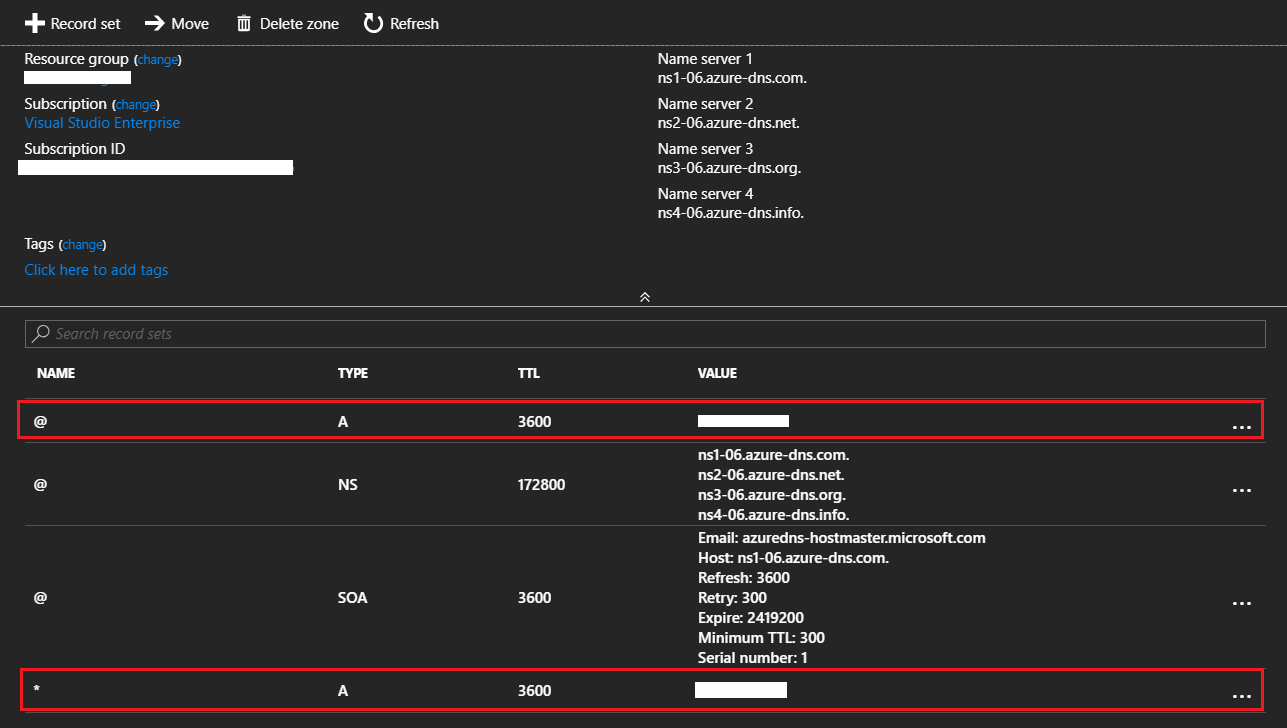 Record set Move Delete zone Refresh
Resource group (change)
Subscription (change)
Visual Studio Enterprise
Subscription ID
Tags (change)
Click here to add tags
Name server 1
ns1-06.azure-dns.com.
Name server 2
ns2-06.azure-dns.net.
Name server 3
ns3-06.azure-dns.org.
Name server 4
ns4-06.azure-dns.info.
Search record sets
NAME TYPE TTL VALUE
@ A 3600 ...
@ NS 172800 ns1-06.azure-dns.com.
ns2-06.azure-dns.net.
ns3-06.azure-dns.org.
ns4-06.azure-dns.info.
...
@ SOA 3600 Email: azuredns-hostmaster.microsoft.com
Host: ns1-06.azure-dns.com.
Refresh: 3600
Retry: 300
Expire: 2419200
Minimum TTL: 300
Serial number: 1
...
* A 3600 ...